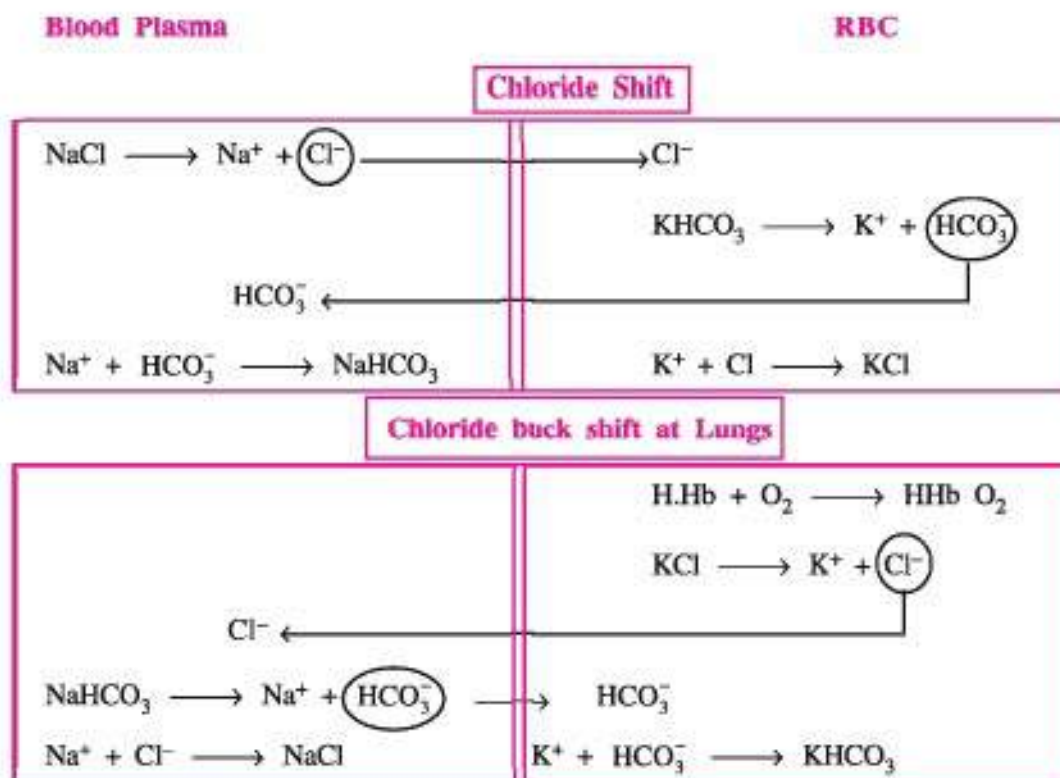 Blood Plasma RBC
Chloride Shift
NaCl ⟶ Na⁺ + Cl⁻ ⟶ Cl⁻
KHCO₃ ⟶ K⁺ + HCO₃⁻
HCO₃⁻ ⟵
Na⁺ + HCO₃⁻ ⟶ NaHCO₃ K⁺ + Cl ⟶ KCl
Chloride buck shift at Lungs
H.Hb + O₂ ⟶ HHb O₂
KCl ⟶ K⁺ + Cl⁻
Cl⁻ ⟵
NaHCO₃ ⟶ Na⁺ + HCO₃⁻ ⟶ HCO₃⁻
Na⁺ + Cl⁻ ⟶ NaCl K⁺ + HCO₃⁻ ⟶ KHCO₃